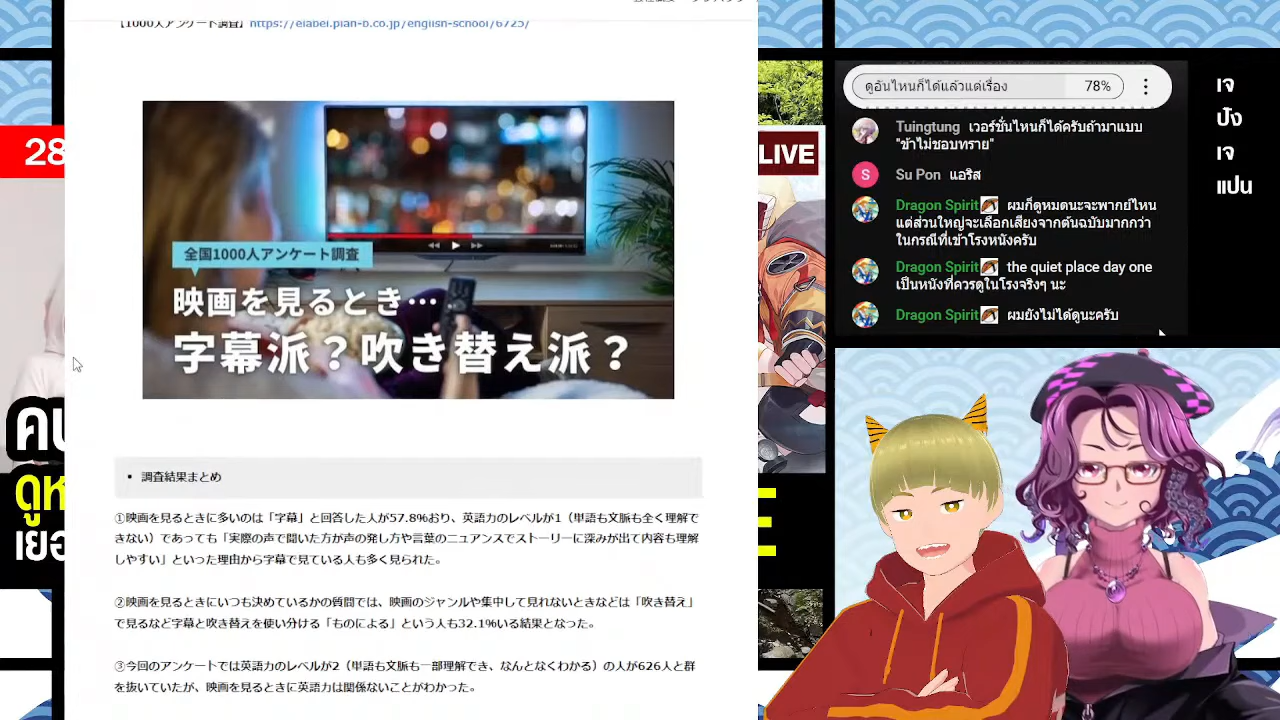 【1000人アンケート調査】https://elabel.plan-b.co.jp/english-school/6725/
全国1000人アンケート調査
映画を見るとき…
字幕派？吹き替え派？
調査結果まとめ
①映画を見るときに多いのは「字幕」と回答した人が57.8%おり、英語力のレベルが1（単語も文脈も全く理解で
きない）であっても「実際の声で聞いた方が声の発し方や言葉のニュアンスでストーリーに深みが出て内容も理解
しやすい」といった理由から字幕で見ている人も多く見られた。
②映画を見るときにいつも決めているかの質問では、映画のジャンルや集中して見れないときなどは「吹き替え」
で見るなど字幕と吹き替えを使い分ける「ものによる」という人も32.1%いる結果となった。
③今回のアンケートでは英語力のレベルが2（単語も文脈も一部理解でき、なんとなくわかる）の人が626人と群
を抜いていたが、映画を見るときに英語力は関係ないことがわかった。
28
LIVE
ดูอันไหนก็ได้แล้วแต่เรื่อง 78%
Tuingtung เวอร์ชั่นไหนก็ได้ครับถ้ามาแบบ
"ข้าไม่ชอบทราย"
S Su Pon แอริส
Dragon Spirit ผมก็ดูหมดนะจะพากย์ไหน
แต่ส่วนใหญ่จะเลือกเสียงจากต้นฉบับมากกว่า
ในกรณีที่เข้าโรงหนังครับ
Dragon Spirit the quiet place day one
เป็นหนังที่ควรดูในโรงจริงๆ นะ
Dragon Spirit ผมยังไม่ได้ดูนะครับ
เจ
ปัง
เจ
แปน